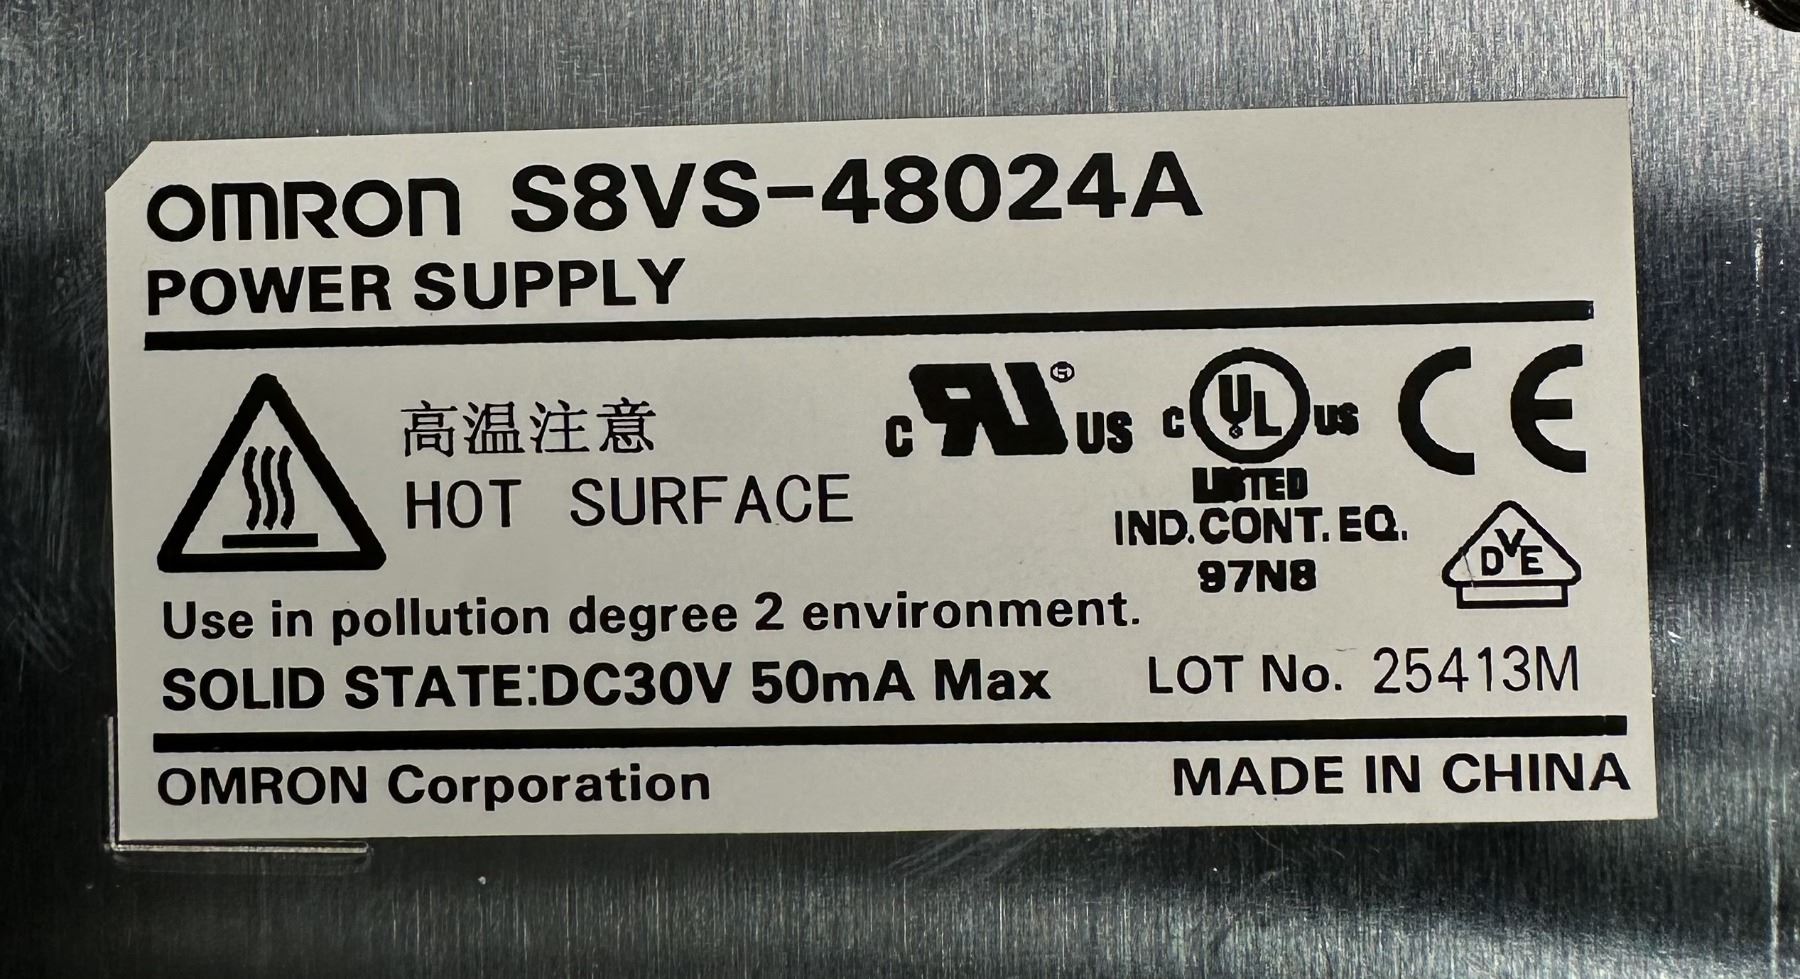 OMRON S8VS-48024A
POWER SUPPLY
高温注意
HOT SURFACE
c RU ® US
c UL US
LISTED
IND.CONT.EQ.
97N8
CE
DVE
Use in pollution degree 2 environment.
SOLID STATE:DC30V 50mA Max
LOT No. 25413M
OMRON Corporation
MADE IN CHINA